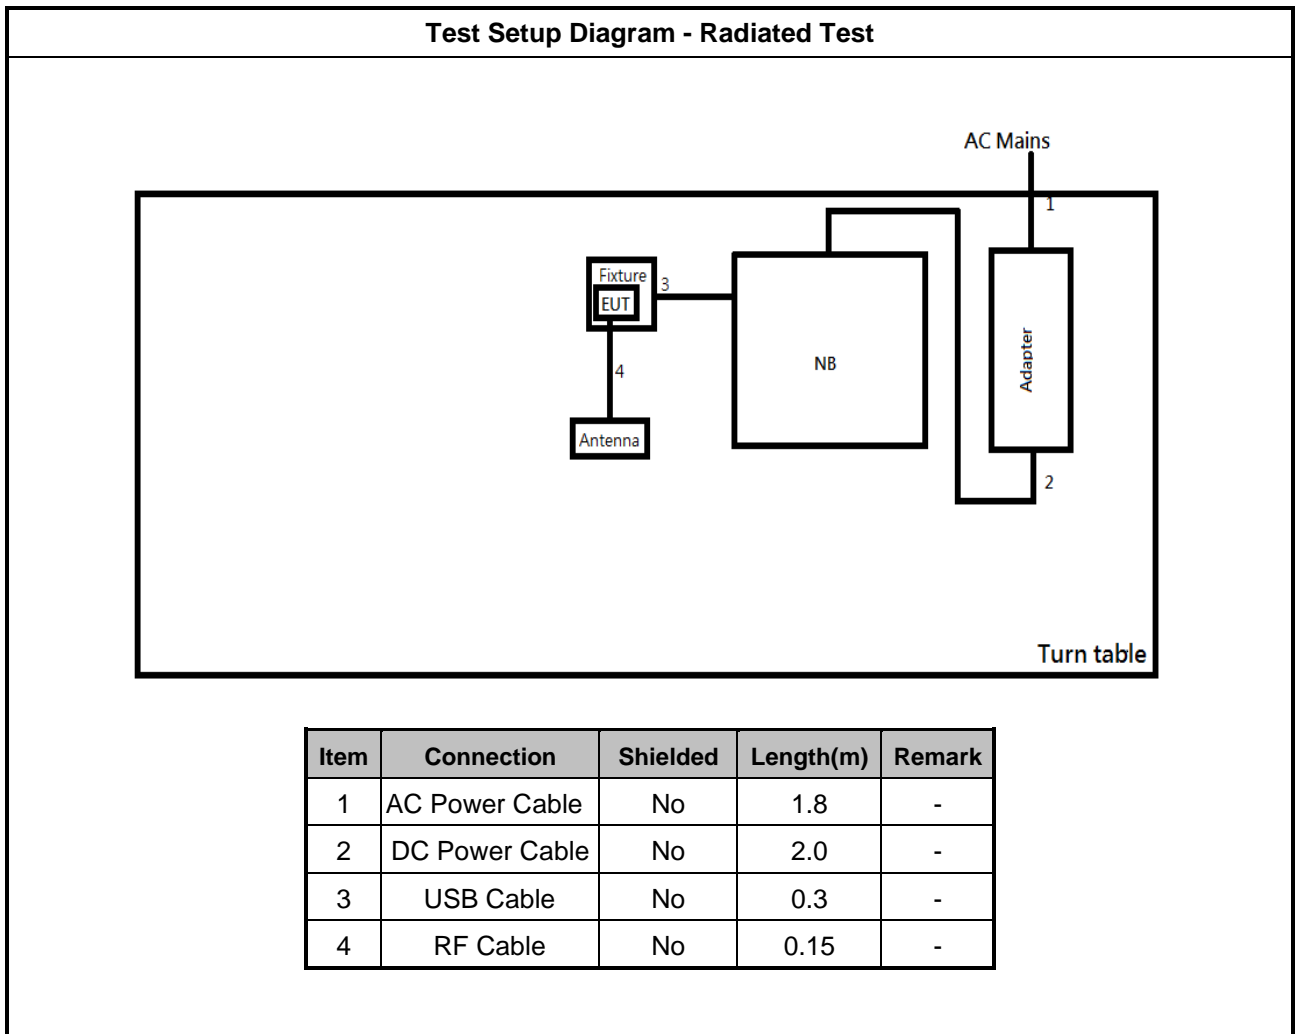 Test Setup Diagram - Radiated Test
AC Mains
1
Fixture
3
EUT
NB
Adapter
4
Antenna
2
Turn table
Item Connection Shielded Length(m) Remark
1 AC Power Cable No 1.8 -
2 DC Power Cable No 2.0 -
3 USB Cable No 0.3 -
4 RF Cable No 0.15 -